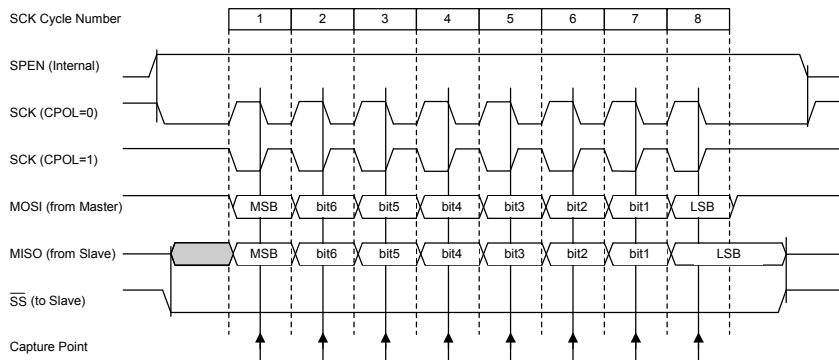 SCK Cycle Number 1 2 3 4 5 6 7 8
SPEN (Internal)
SCK (CPOL=0)
SCK (CPOL=1)
MOSI (from Master) MSB bit6 bit5 bit4 bit3 bit2 bit1 LSB
MISO (from Slave) MSB bit6 bit5 bit4 bit3 bit2 bit1 LSB
S̅S̅ (to Slave)
Capture Point